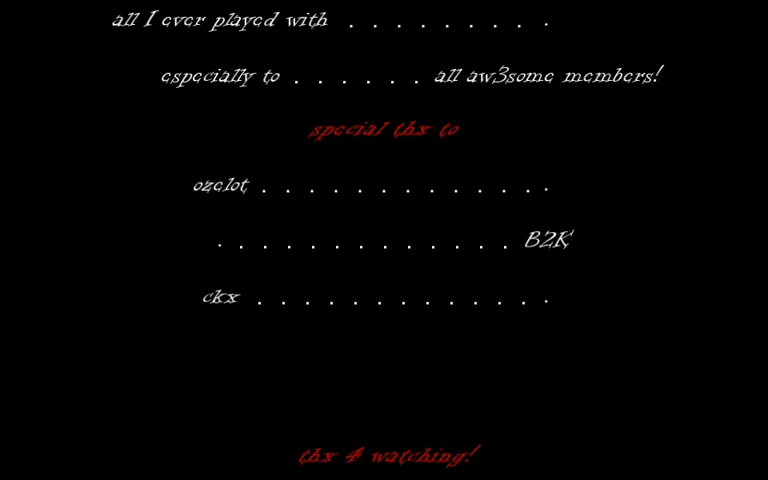 all I ever played with . . . . . . . . .
especially to . . . . . . all aw3some members!
special thx to
ozelot . . . . . . . . . . . . .
. . . . . . . . . . . . . B2K
ckx . . . . . . . . . . . . .
thx 4 watching!